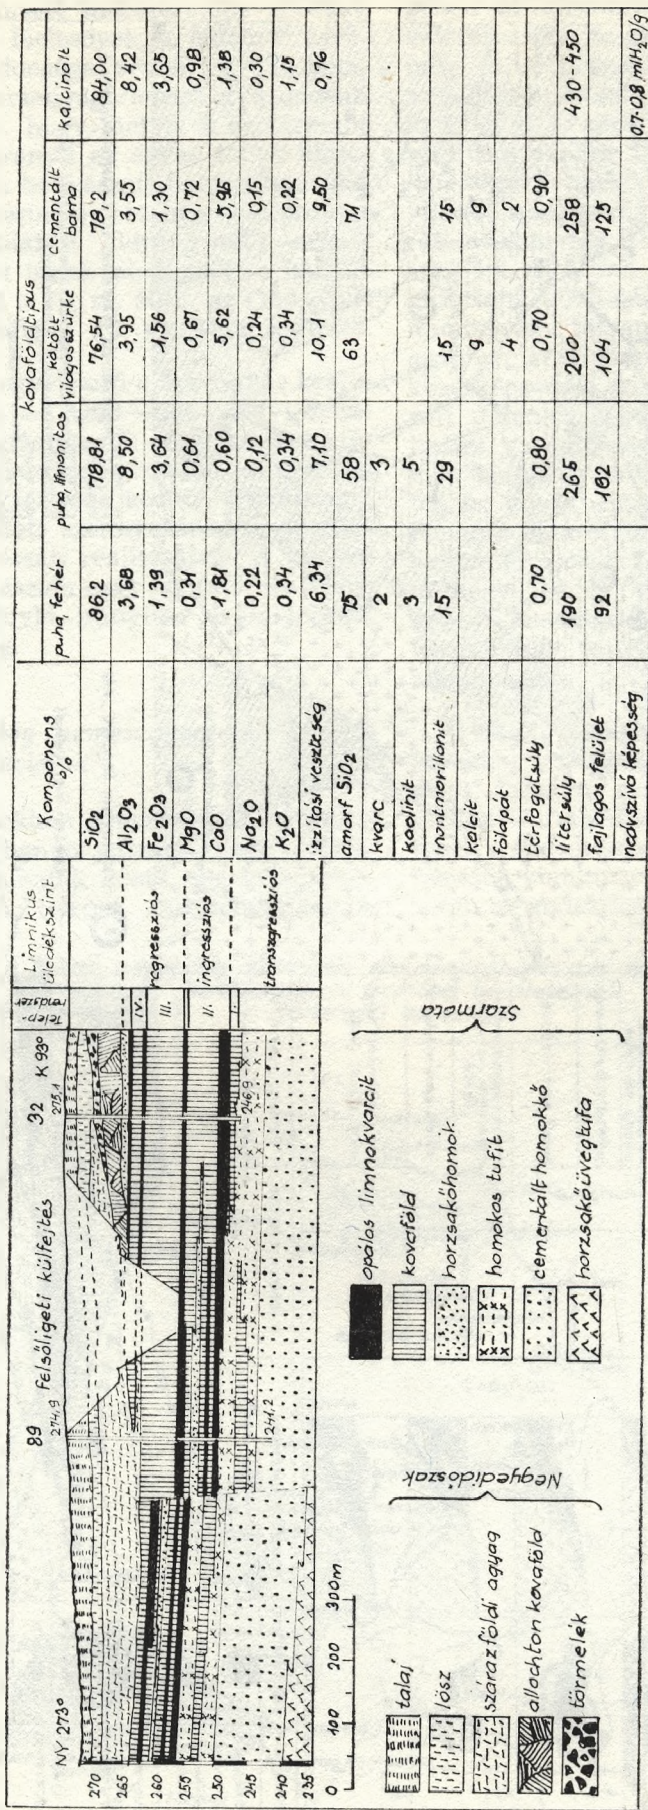 NY 273°
89
274,9
Felsőligeti külfejtés
32
275,1
K 93°
Telep-
rendszer
Limnikus
üledékszint
270
265
260
255
250
245
240
235
241,2
246,9
IV.
III.
II.
I.
regressziós
ingressziós
transzgressziós
0 100 200 300m
talaj
lösz
szárazföldi agyag
allochton kovaföld
törmelék
Negyedidőszak
opálos limnokvarcit
kovaföld
horzsakőhomok
homokos tufit
cementált homokkő
horzsakőüvegtufa
Szarmata
Komponens % kovaföldtípus
puha, fehér puha, limonitos kötött világosszürke cementált barna kalcinált
SiO2 86,2 78,81 76,54 78,2 84,00
Al2O3 3,68 8,50 3,95 3,55 8,42
Fe2O3 1,39 3,64 1,56 1,30 3,65
MgO 0,31 0,61 0,67 0,72 0,98
CaO 1,81 0,60 5,62 5,95 1,38
Na2O 0,22 0,12 0,24 0,15 0,30
K2O 0,34 0,34 0,34 0,22 1,15
izzítási veszteség 6,34 7,10 10,1 9,50 0,76
amorf SiO2 75 58 63 71
kvarc 2 3
kaolinit 3 5
montmorillonit 15 29 15 15
kalcit 9 9
földpát 4 2
térfogatsúly 0,70 0,80 0,70 0,90
litersúly 190 265 200 258 430-450
fajlagos felület 92 182 104 125
nedvszívó képesség 0,7-0,8 mlH2O/g